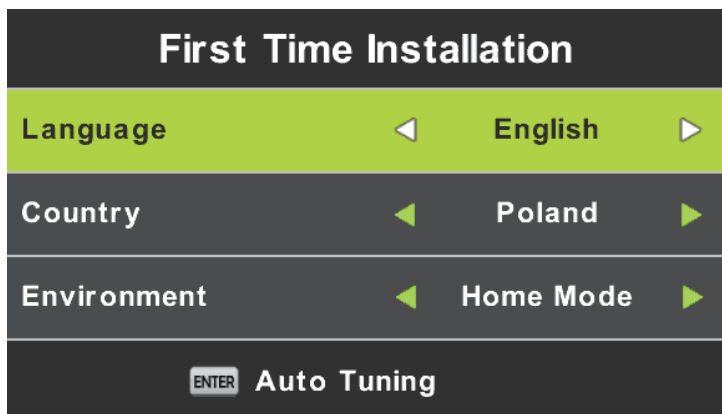 First Time Installation
Language English
Country Poland
Environment Home Mode
ENTER Auto Tuning